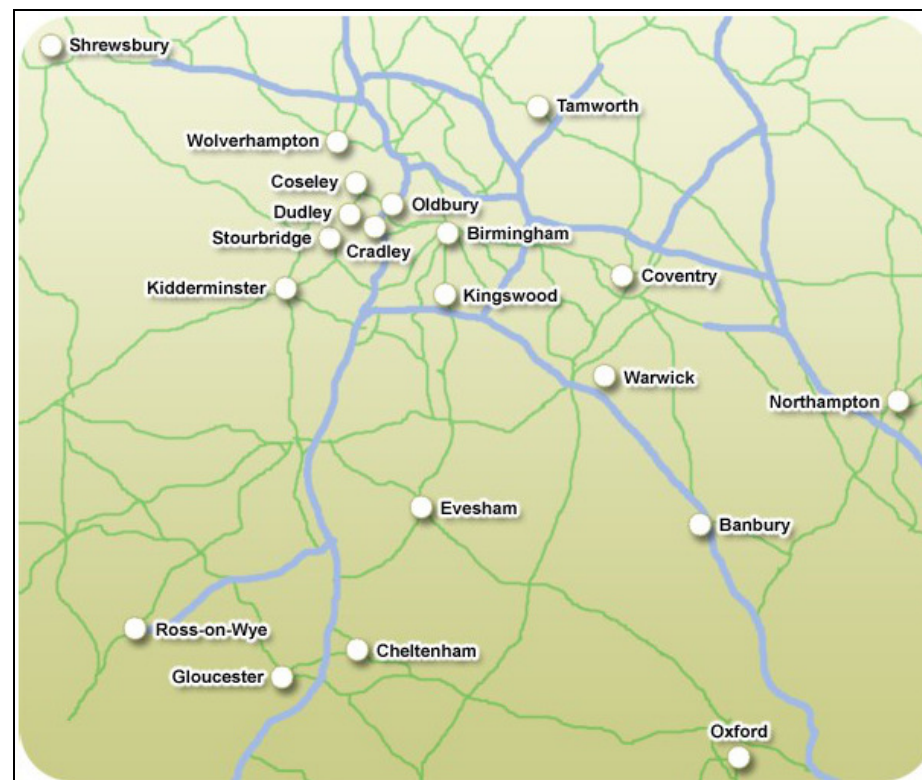 Shrewsbury
Tamworth
Wolverhampton
Coseley
Oldbury
Dudley
Birmingham
Stourbridge
Cradley
Coventry
Kidderminster
Kingswood
Warwick
Northampton
Evesham
Banbury
Ross-on-Wye
Cheltenham
Gloucester
Oxford